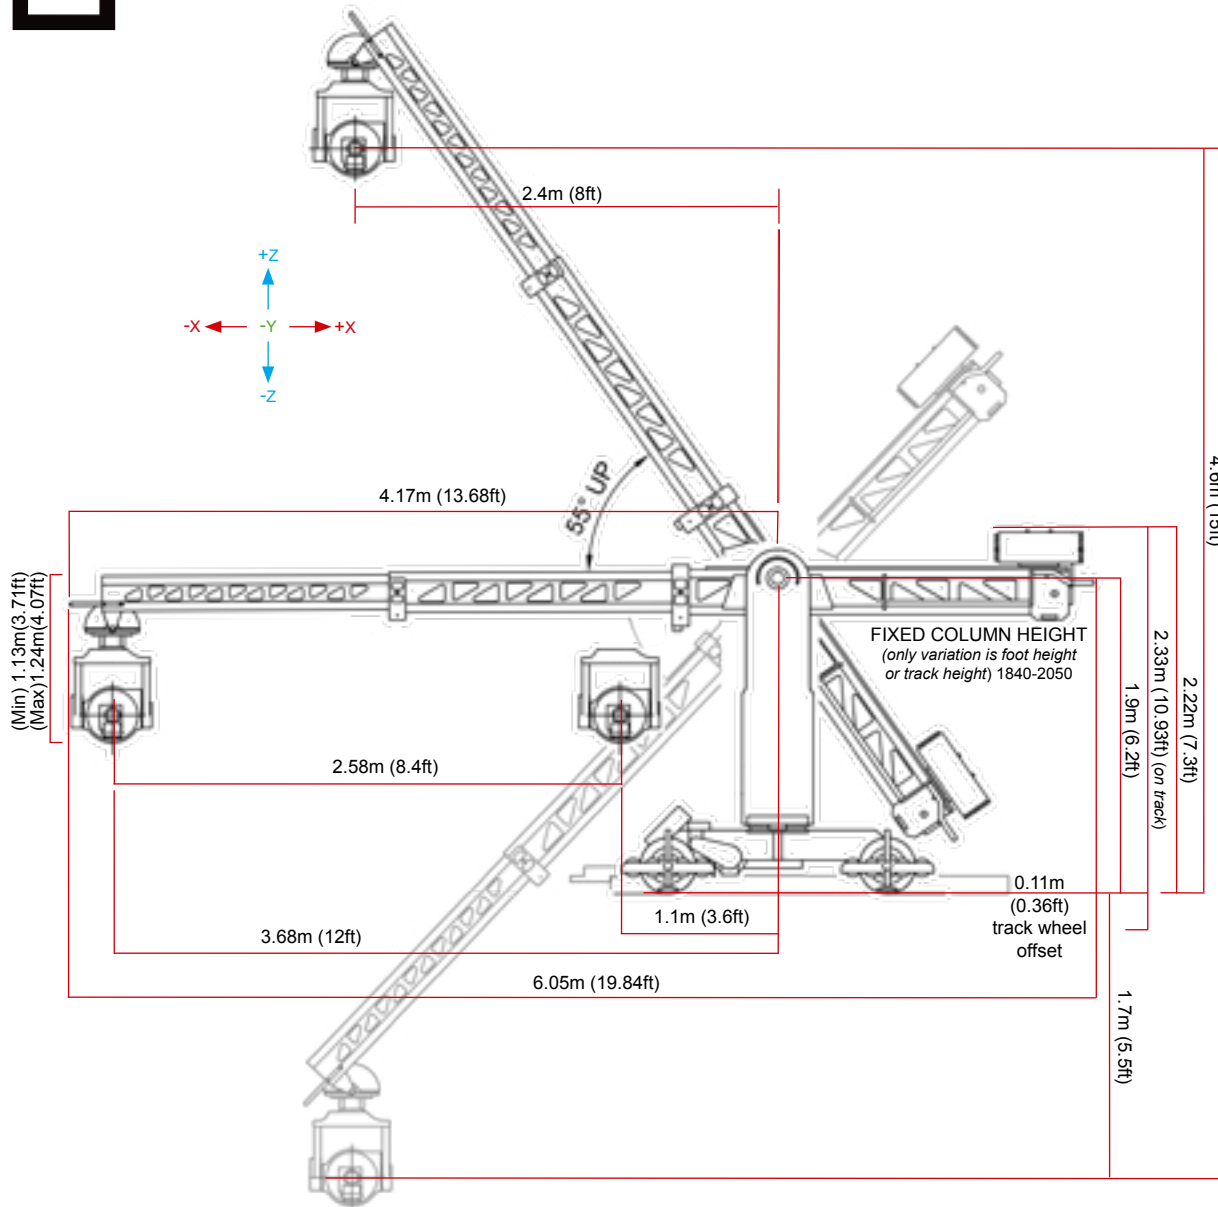 2.4m (8ft)
+Z
-X
-Y
+X
-Z
55° UP
4.6m (15ft)
4.17m (13.68ft)
(Min) 1.13m(3.71ft)
(Max)1.24m(4.07ft)
FIXED COLUMN HEIGHT
(only variation is foot height
or track height) 1840-2050
1.9m (6.2ft)
2.33m (10.93ft) (on track)
2.22m (7.3ft)
2.58m (8.4ft)
0.11m
(0.36ft)
track wheel
offset
1.1m (3.6ft)
3.68m (12ft)
6.05m (19.84ft)
1.7m (5.5ft)